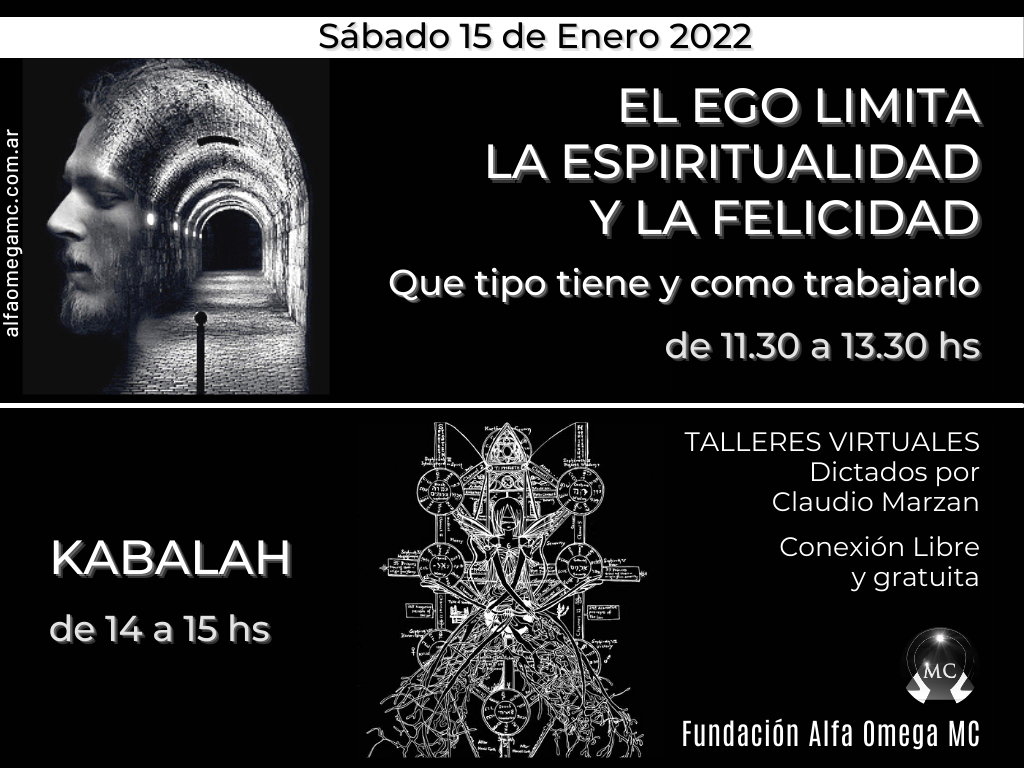 Sábado 15 de Enero 2022
alfaomegamc.com.ar
EL EGO LIMITA
LA ESPIRITUALIDAD
Y LA FELICIDAD
Que tipo tiene y como trabajarlo
de 11.30 a 13.30 hs
KABALAH
de 14 a 15 hs
TALLERES VIRTUALES
Dictados por
Claudio Marzan
Conexión Libre
y gratuita
MC
Fundación Alfa Omega MC